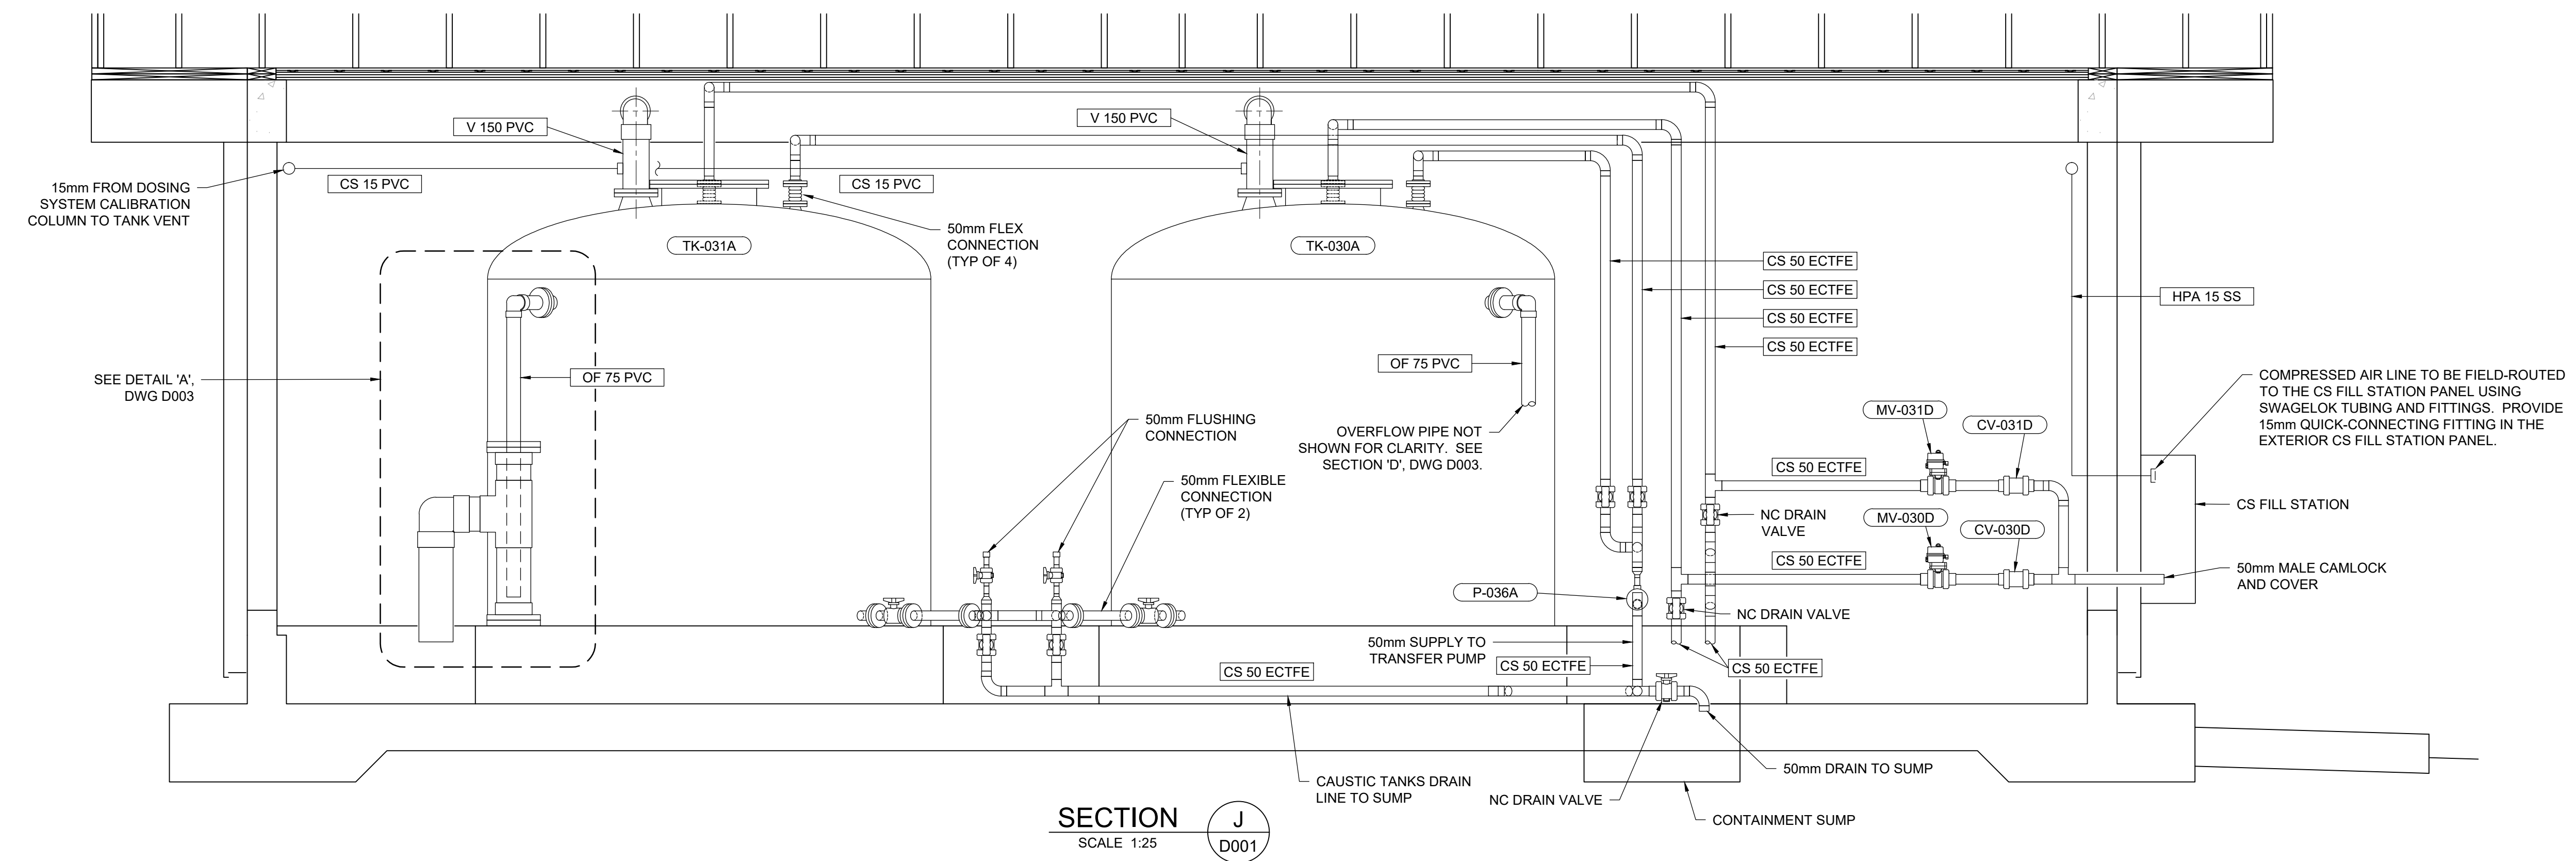 V 150 PVC
V 150 PVC
15mm FROM DOSING
SYSTEM CALIBRATION
COLUMN TO TANK VENT
CS 15 PVC
CS 15 PVC
TK-031A
50mm FLEX
CONNECTION
(TYP OF 4)
TK-030A
CS 50 ECTFE
CS 50 ECTFE
CS 50 ECTFE
CS 50 ECTFE
HPA 15 SS
SEE DETAIL 'A',
DWG D003
OF 75 PVC
OF 75 PVC
COMPRESSED AIR LINE TO BE FIELD-ROUTED
TO THE CS FILL STATION PANEL USING
SWAGELOK TUBING AND FITTINGS. PROVIDE
15mm QUICK-CONNECTING FITTING IN THE
EXTERIOR CS FILL STATION PANEL.
50mm FLUSHING
CONNECTION
OVERFLOW PIPE NOT
SHOWN FOR CLARITY. SEE
SECTION 'D', DWG D003.
MV-031D
CV-031D
CS 50 ECTFE
50mm FLEXIBLE
CONNECTION
(TYP OF 2)
NC DRAIN
VALVE
MV-030D
CV-030D
CS FILL STATION
CS 50 ECTFE
50mm MALE CAMLOCK
AND COVER
P-036A
NC DRAIN VALVE
50mm SUPPLY TO
TRANSFER PUMP
CS 50 ECTFE
CS 50 ECTFE
CS 50 ECTFE
CAUSTIC TANKS DRAIN
LINE TO SUMP
NC DRAIN VALVE
50mm DRAIN TO SUMP
CONTAINMENT SUMP
SECTION
SCALE 1:25
J
D001